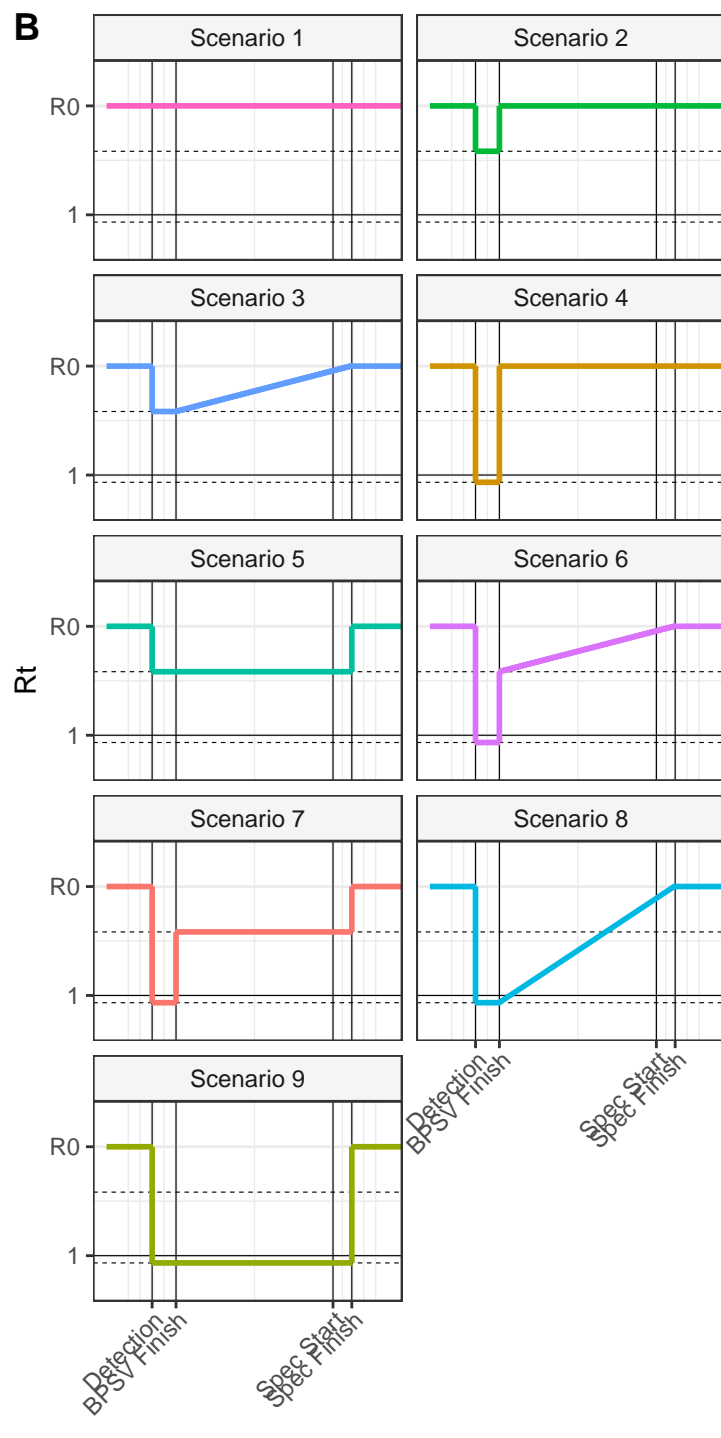 B
Scenario 1
Scenario 2
R0
1
Scenario 3
Scenario 4
R0
1
Scenario 5
Scenario 6
R0
1
Rt
Scenario 7
Scenario 8
R0
1
Detection
BPSV Finish
Spec Start
Spec Finish
Scenario 9
R0
1
Detection
BPSV Finish
Spec Start
Spec Finish